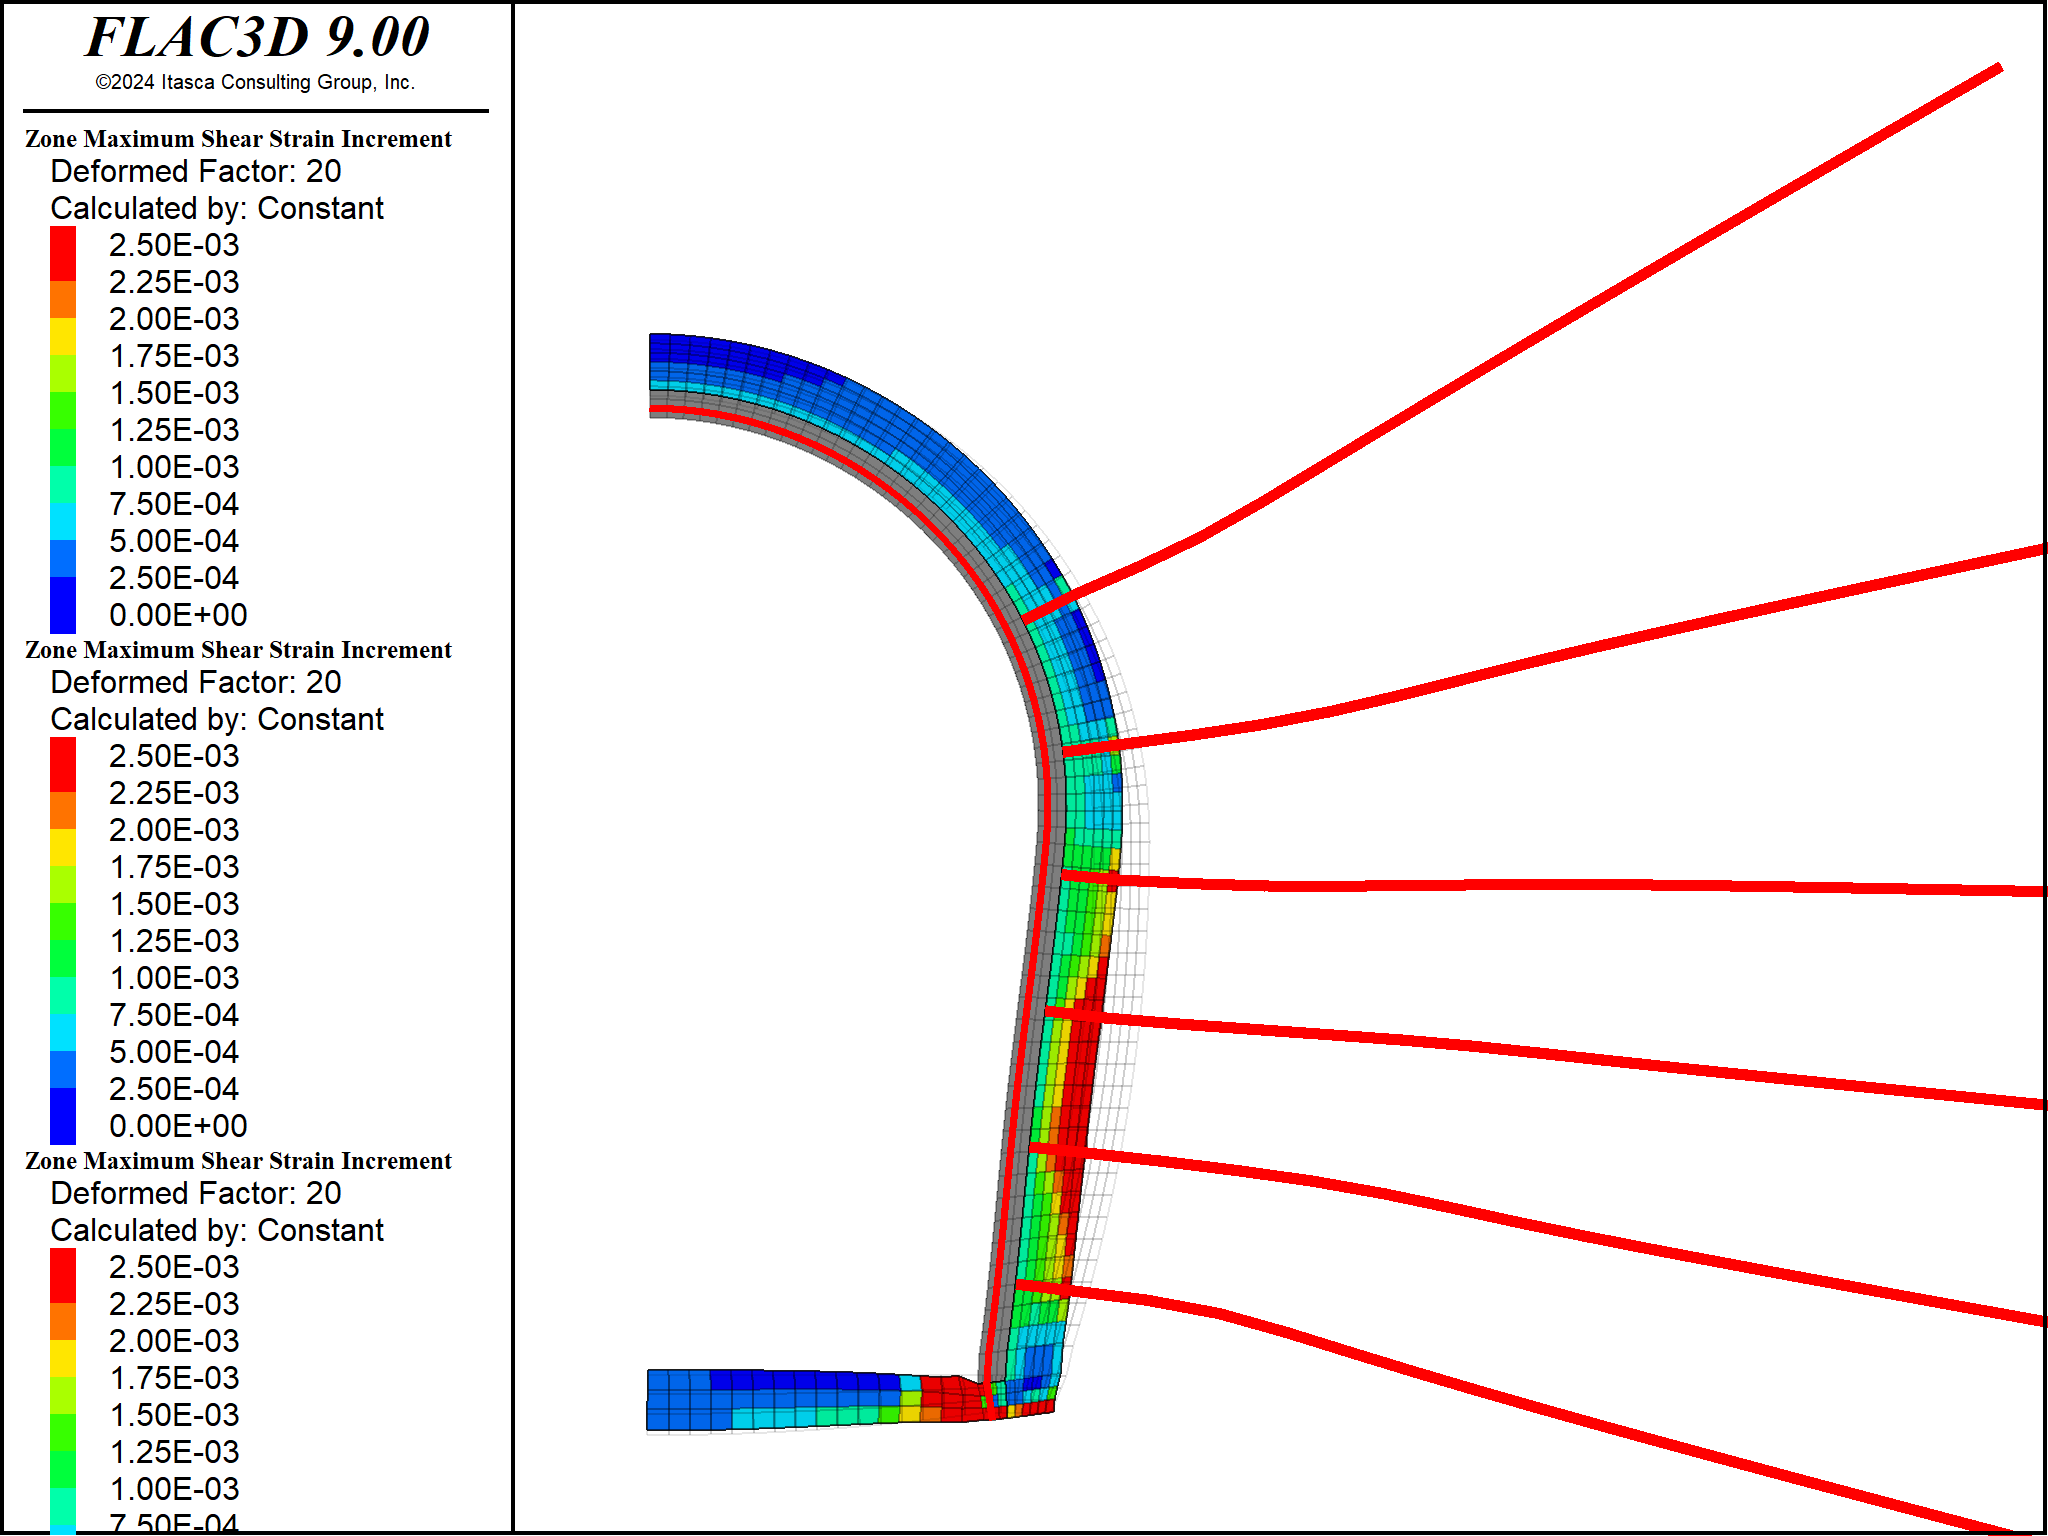 FLAC3D 9.00
©2024 Itasca Consulting Group, Inc.
Zone Maximum Shear Strain Increment
Deformed Factor: 20
Calculated by: Constant
2.50E-03
2.25E-03
2.00E-03
1.75E-03
1.50E-03
1.25E-03
1.00E-03
7.50E-04
5.00E-04
2.50E-04
0.00E+00
Zone Maximum Shear Strain Increment
Deformed Factor: 20
Calculated by: Constant
2.50E-03
2.25E-03
2.00E-03
1.75E-03
1.50E-03
1.25E-03
1.00E-03
7.50E-04
5.00E-04
2.50E-04
0.00E+00
Zone Maximum Shear Strain Increment
Deformed Factor: 20
Calculated by: Constant
2.50E-03
2.25E-03
2.00E-03
1.75E-03
1.50E-03
1.25E-03
1.00E-03
7.50E-04